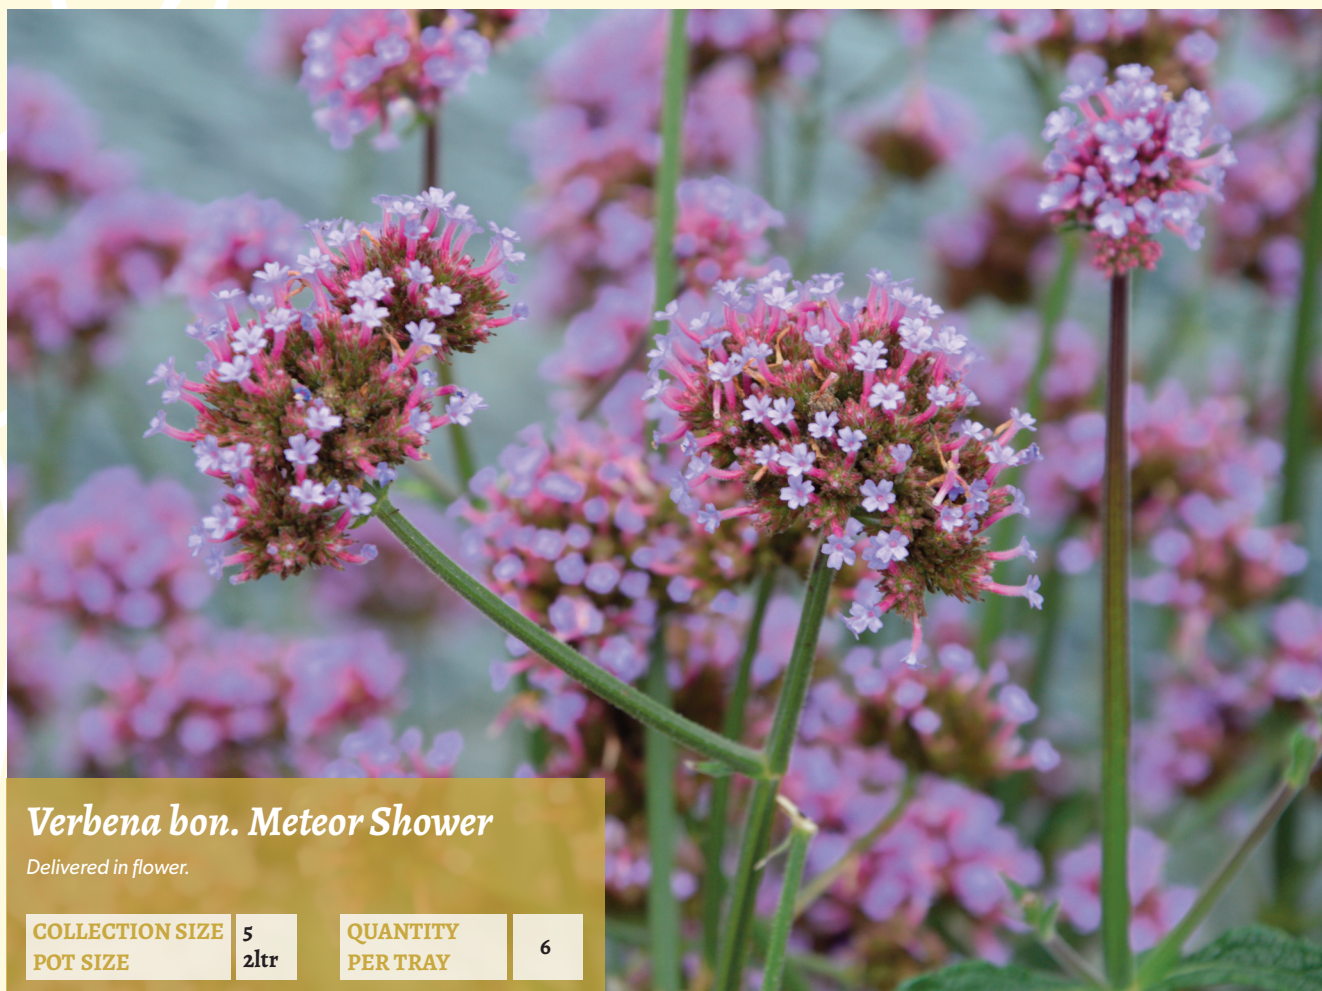 Verbena bon. Meteor Shower
Delivered in flower.
COLLECTION SIZE 5
POT SIZE 2ltr
QUANTITY
PER TRAY 6